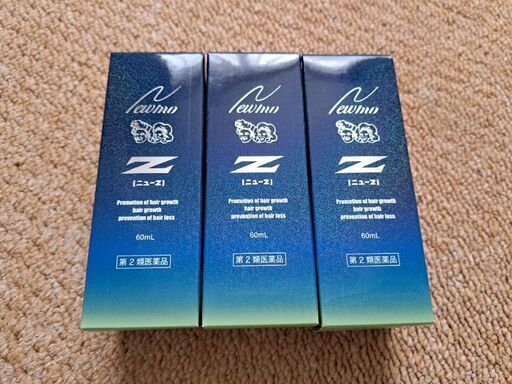 Newmo
Z
[ニューZ]
Promotion of hair growth
hair growth
prevention of hair loss
60mL
第2類医薬品
Newmo
Z
[ニューZ]
Promotion of hair growth
hair growth
prevention of hair loss
60mL
第2類医薬品
Newmo
Z
[ニューZ]
Promotion of hair growth
hair growth
prevention of hair loss
60mL
第2類医薬品